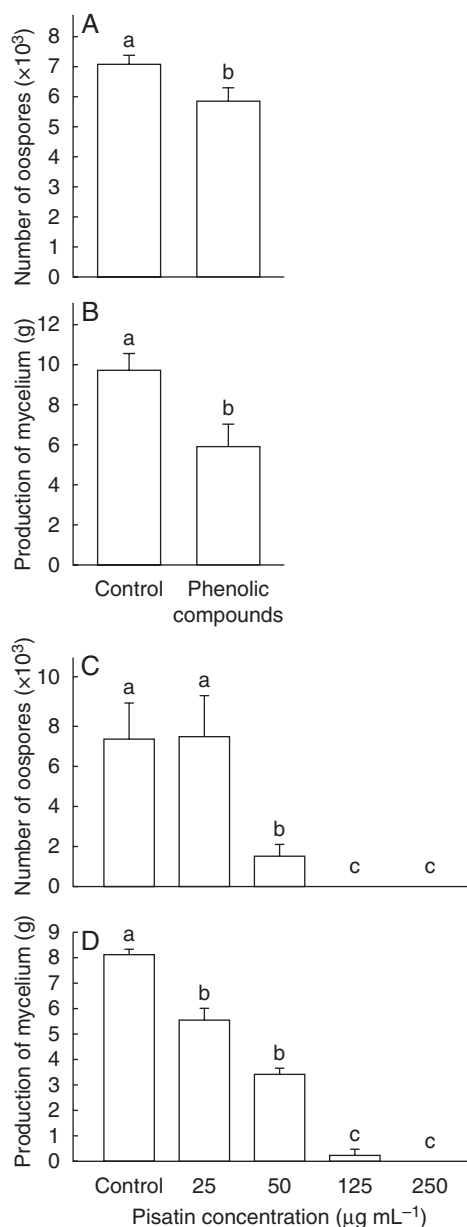 A
Number of oospores (×10³)
8
7
6
5
4
3
2
1
0
a
b
B
Production of mycelium (g)
12
10
8
6
4
2
0
a
b
Control
Phenolic
compounds
C
Number of oospores (×10³)
10
8
6
4
2
0
a
a
b
c
c
D
Production of mycelium (g)
9
8
7
6
5
4
3
2
1
0
a
b
b
c
c
Control 25 50 125 250
Pisatin concentration (μg mL⁻¹)